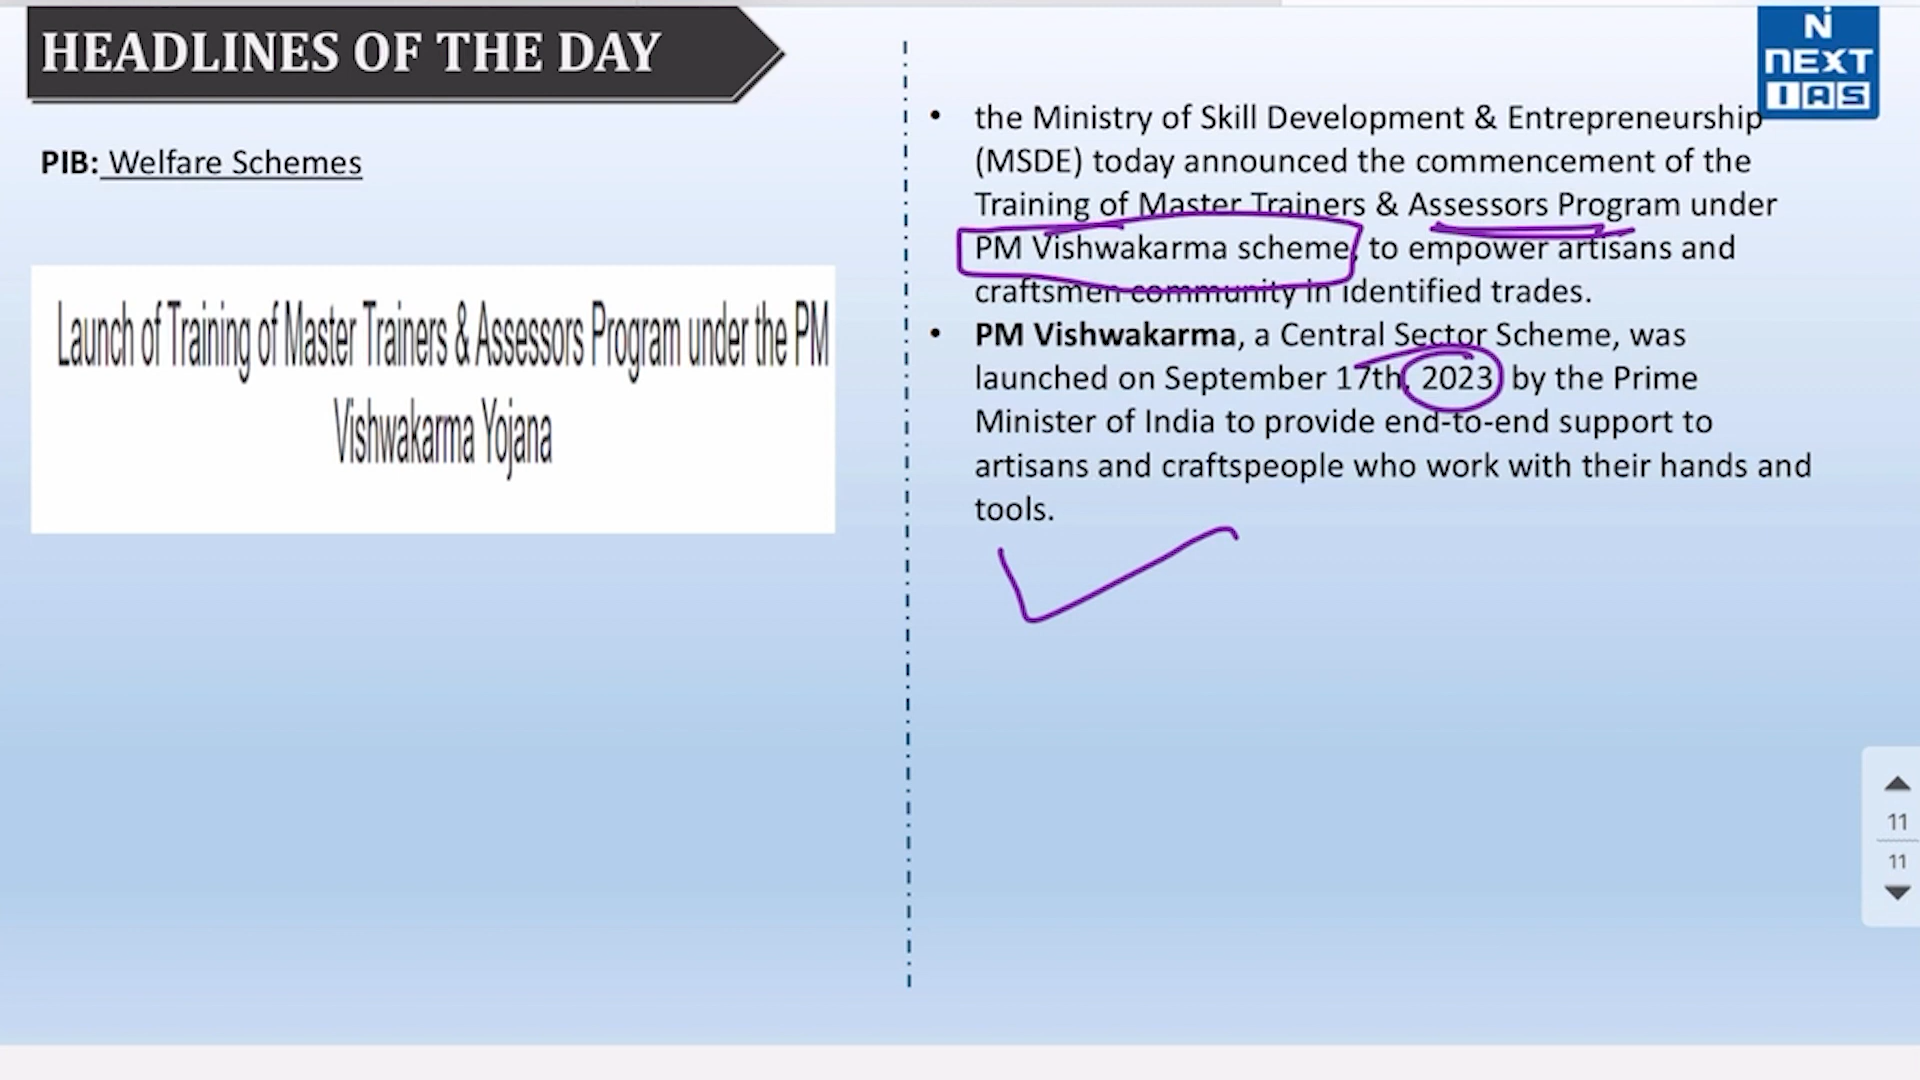 HEADLINES OF THE DAY
PIB: Welfare Schemes
Launch of Training of Master Trainers & Assessors Program under the PM
Vishwakarma Yojana
N
NEXT
IAS
• the Ministry of Skill Development & Entrepreneurship
(MSDE) today announced the commencement of the
Training of Master Trainers & Assessors Program under
PM Vishwakarma scheme, to empower artisans and
craftsmen community in identified trades.
• PM Vishwakarma, a Central Sector Scheme, was
launched on September 17th, 2023 by the Prime
Minister of India to provide end-to-end support to
artisans and craftspeople who work with their hands and
tools.
11
11